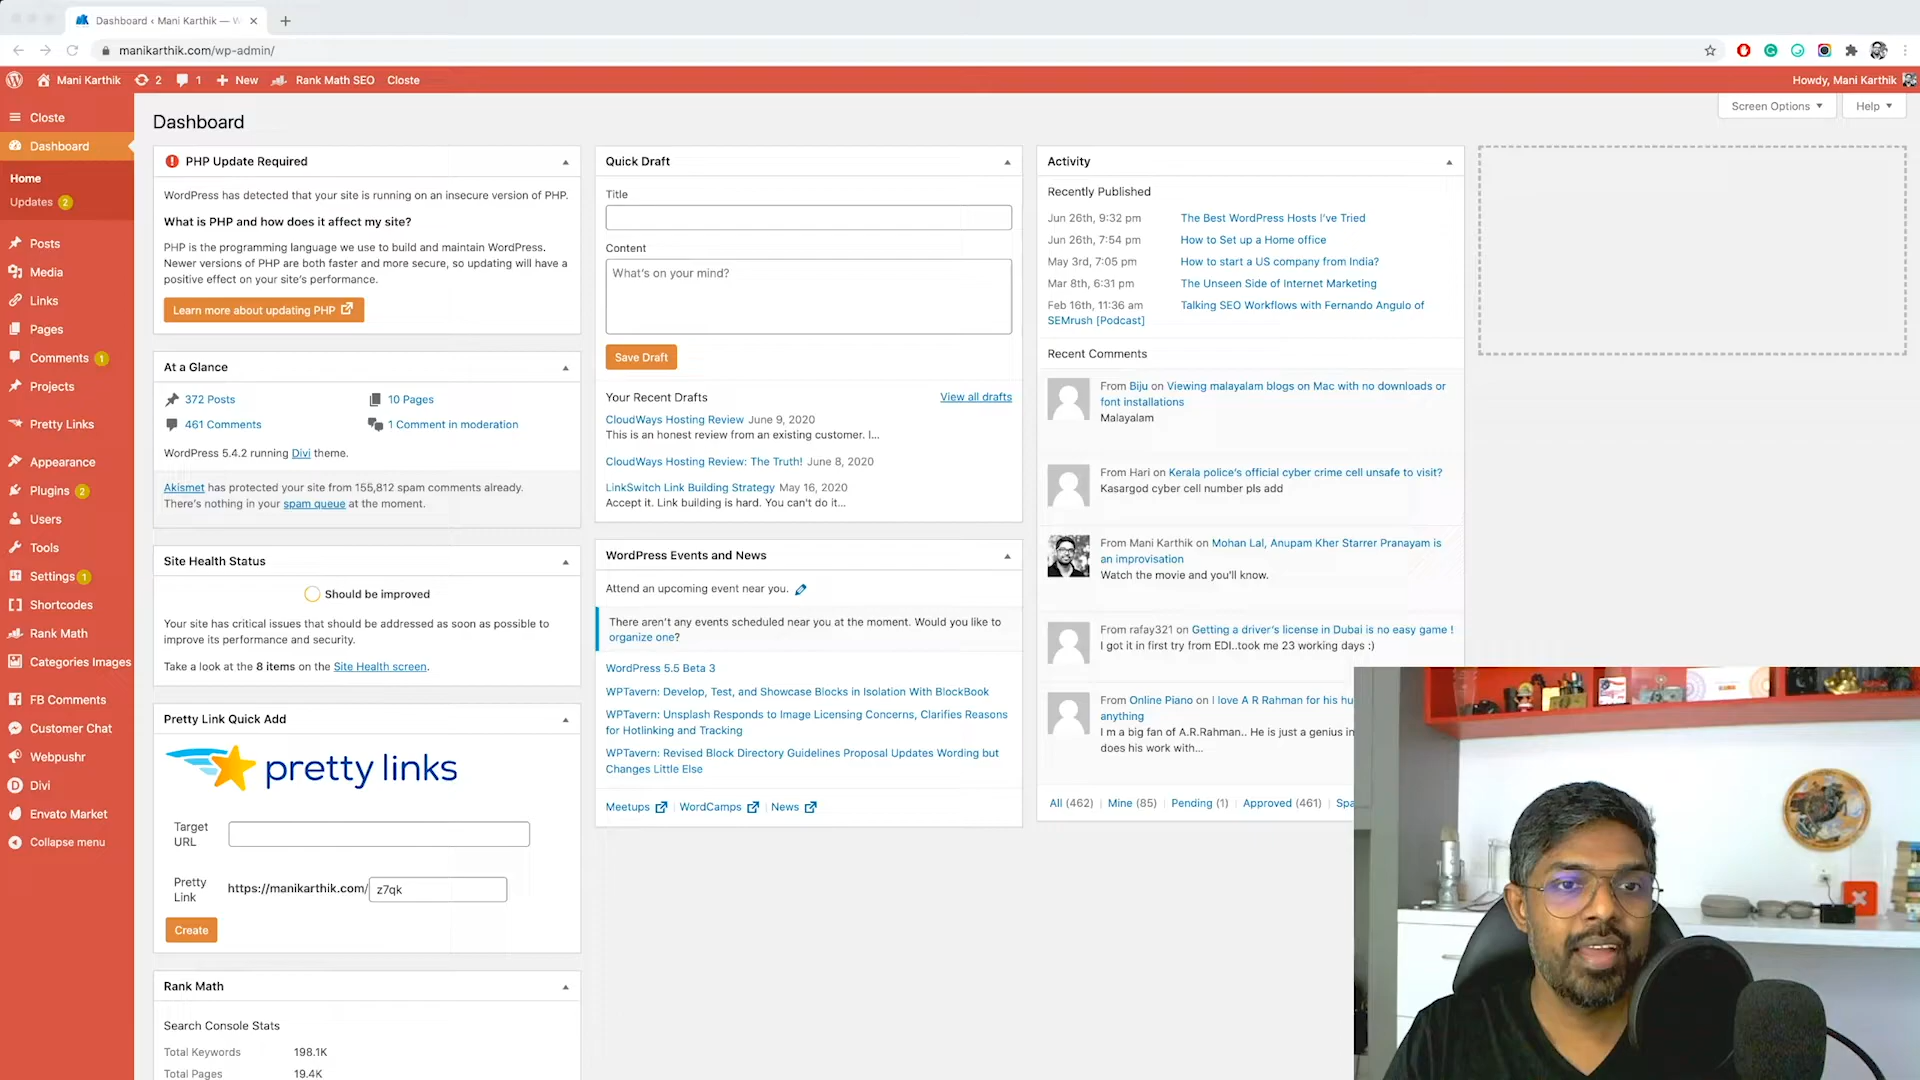 Dashboard ‹ Mani Karthik — W
manikarthik.com/wp-admin/
Mani Karthik 2 1 New Rank Math SEO Closte
Howdy, Mani Karthik
Screen Options Help
Closte
Dashboard
Home
Updates 2
Posts
Media
Links
Pages
Comments 1
Projects
Pretty Links
Appearance
Plugins 2
Users
Tools
Settings 1
Shortcodes
Rank Math
Categories Images
FB Comments
Customer Chat
Webpushr
Divi
Envato Market
Collapse menu
Dashboard
PHP Update Required
WordPress has detected that your site is running on an insecure version of PHP.
What is PHP and how does it affect my site?
PHP is the programming language we use to build and maintain WordPress.
Newer versions of PHP are both faster and more secure, so updating will have a
positive effect on your site's performance.
Learn more about updating PHP
At a Glance
372 Posts
10 Pages
461 Comments
1 Comment in moderation
WordPress 5.4.2 running Divi theme.
Akismet has protected your site from 155,812 spam comments already.
There's nothing in your spam queue at the moment.
Site Health Status
Should be improved
Your site has critical issues that should be addressed as soon as possible to
improve its performance and security.
Take a look at the 8 items on the Site Health screen.
Pretty Link Quick Add
pretty links
Target
URL
Pretty
Link
https://manikarthik.com/ z7qk
Create
Rank Math
Search Console Stats
Total Keywords 198.1K
Total Pages 19.4K
Quick Draft
Title
Content
What's on your mind?
Save Draft
Your Recent Drafts
View all drafts
CloudWays Hosting Review June 9, 2020
This is an honest review from an existing customer. I...
CloudWays Hosting Review: The Truth! June 8, 2020
LinkSwitch Link Building Strategy May 16, 2020
Accept it. Link building is hard. You can't do it...
WordPress Events and News
Attend an upcoming event near you.
There aren't any events scheduled near you at the moment. Would you like to
organize one?
WordPress 5.5 Beta 3
WPTavern: Develop, Test, and Showcase Blocks in Isolation With BlockBook
WPTavern: Unsplash Responds to Image Licensing Concerns, Clarifies Reasons
for Hotlinking and Tracking
WPTavern: Revised Block Directory Guidelines Proposal Updates Wording but
Changes Little Else
Meetups | WordCamps | News
Activity
Recently Published
Jun 26th, 9:32 pm The Best WordPress Hosts I've Tried
Jun 26th, 7:54 pm How to Set up a Home office
May 3rd, 7:05 pm How to start a US company from India?
Mar 8th, 6:31 pm The Unseen Side of Internet Marketing
Feb 16th, 11:36 am Talking SEO Workflows with Fernando Angulo of
SEMrush [Podcast]
Recent Comments
From Biju on Viewing malayalam blogs on Mac with no downloads or
font installations
Malayalam
From Hari on Kerala police's official cyber crime cell unsafe to visit?
Kasargod cyber cell number pls add
From Mani Karthik on Mohan Lal, Anupam Kher Starrer Pranayam is
an improvisation
Watch the movie and you'll know.
From rafay321 on Getting a driver's license in Dubai is no easy game !
I got it in first try from EDI..took me 23 working days :)
From Online Piano on I love A R Rahman for his hu
anything
I m a big fan of A.R.Rahman.. He is just a genius in
does his work with...
All (462) | Mine (85) | Pending (1) | Approved (461) | Spa